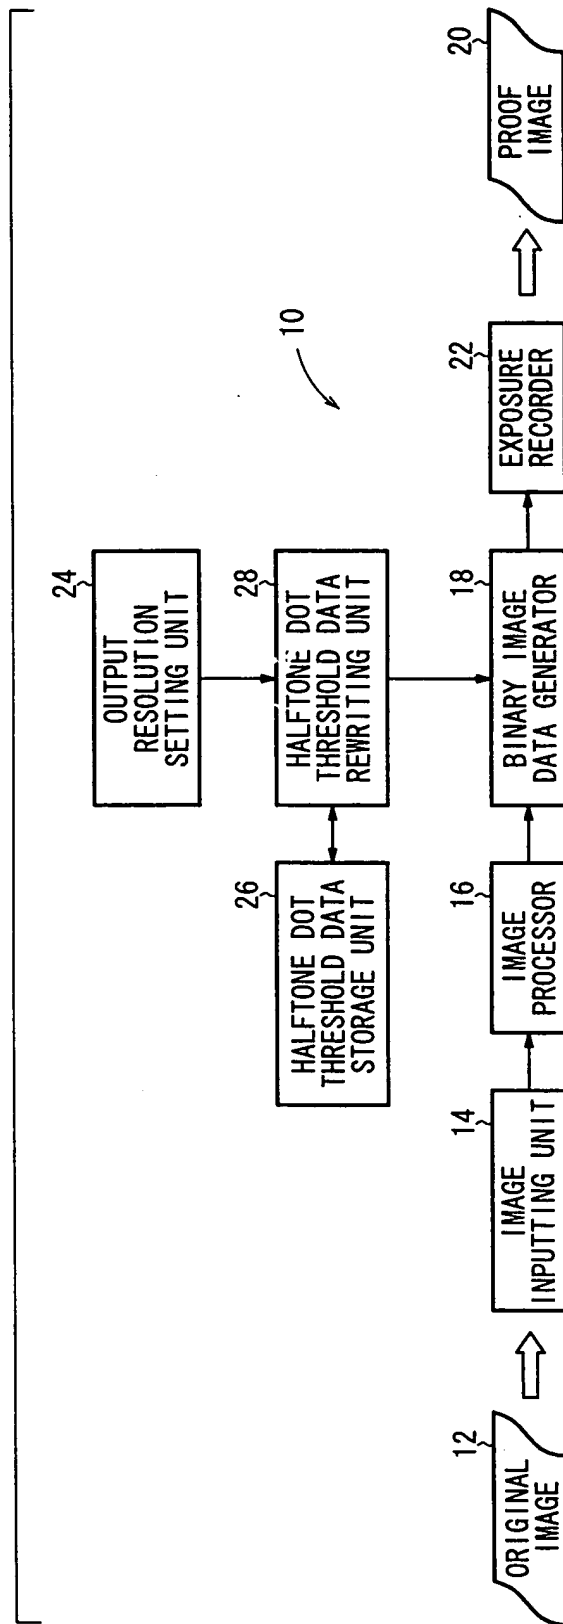 24
OUTPUT
RESOLUTION
SETTING UNIT
26
HALFTONE DOT
THRESHOLD DATA
STORAGE UNIT
28
HALFTONE DOT
THRESHOLD DATA
REWRITING UNIT
10
12
ORIGINAL
IMAGE
14
IMAGE
INPUTTING UNIT
16
IMAGE
PROCESSOR
18
BINARY IMAGE
DATA GENERATOR
22
EXPOSURE
RECORDER
20
PROOF
IMAGE